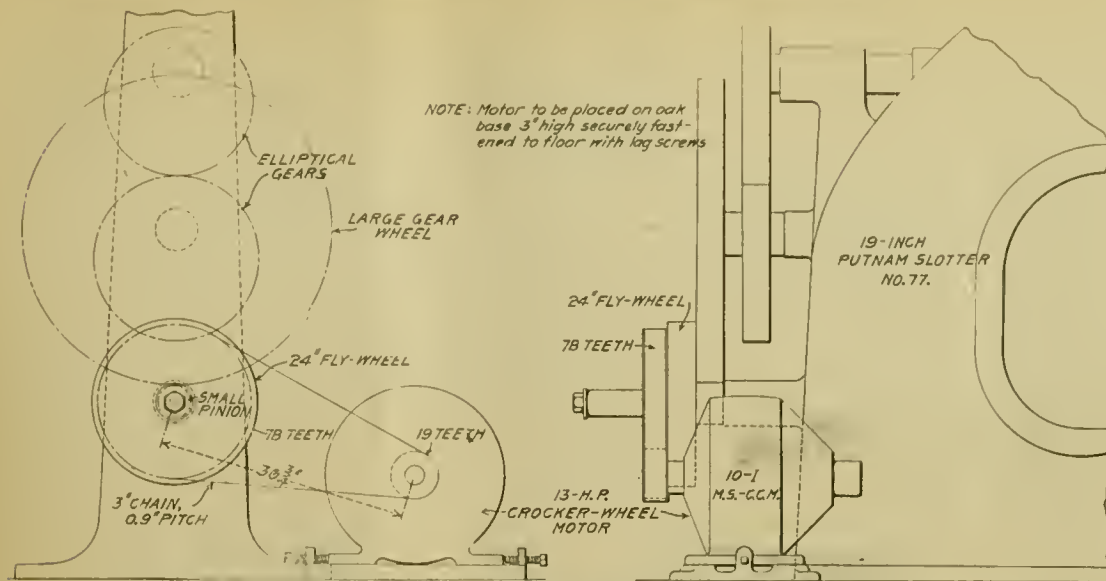 NOTE: Motor to be placed on oak
base 3" high securely fast-
ened to floor with lag screws
ELLIPTICAL
GEARS
LARGE GEAR
WHEEL
24" FLY-WHEEL
SMALL
PINION
78 TEETH
19 TEETH
3" CHAIN,
0.9" PITCH
19-INCH
PUTNAM SLOTTER
NO. 77.
24" FLY-WHEEL
78 TEETH
13-H.P.
CROCKER-WHEEL
MOTOR
10-I
M.S.-C.C.M.